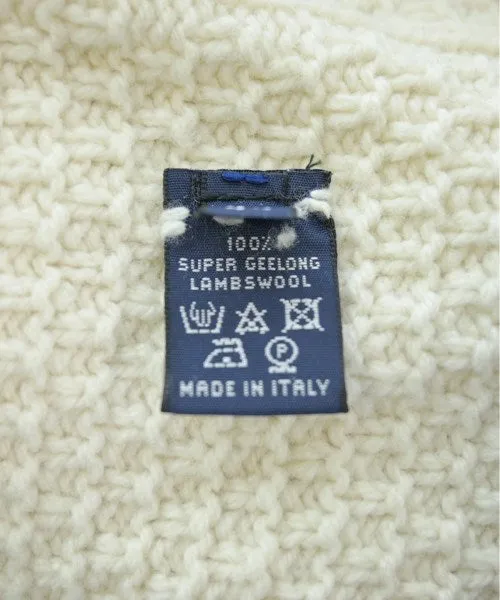 100%
SUPER GEELONG
LAMBSWOOL
P
MADE IN ITALY